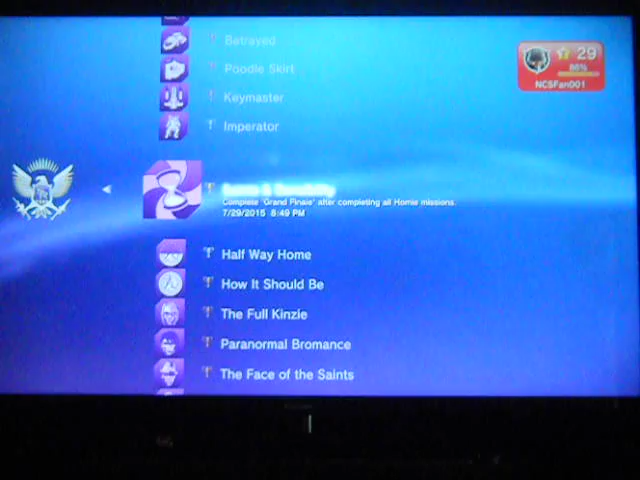 Betrayed
Poodle Skirt
Keymaster
Imperator
29
86%
NCSFan001
Complete 'Grand Finale' after completing all Homie missions.
7/29/2015 8:49 PM
Half Way Home
How It Should Be
The Full Kinzie
Paranormal Bromance
The Face of the Saints